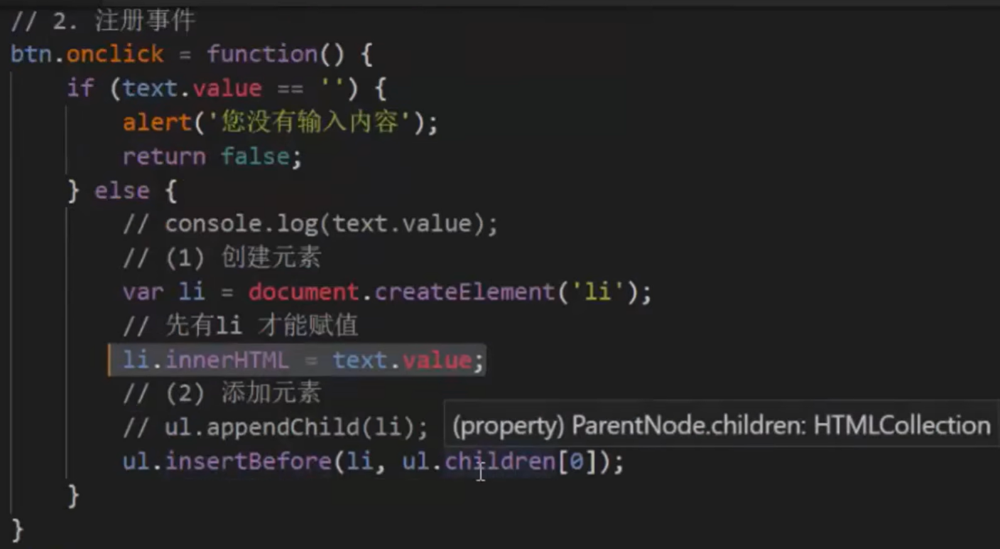 // 2. 注册事件
btn.onclick = function() {
if (text.value == '') {
alert('您没有输入内容');
return false;
} else {
// console.log(text.value);
// (1) 创建元素
var li = document.createElement('li');
// 先有li 才能赋值
li.innerHTML = text.value;
// (2) 添加元素
// ul.appendChild(li);
(property) ParentNode.children: HTMLCollection
ul.insertBefore(li, ul.children[0]);
}
}